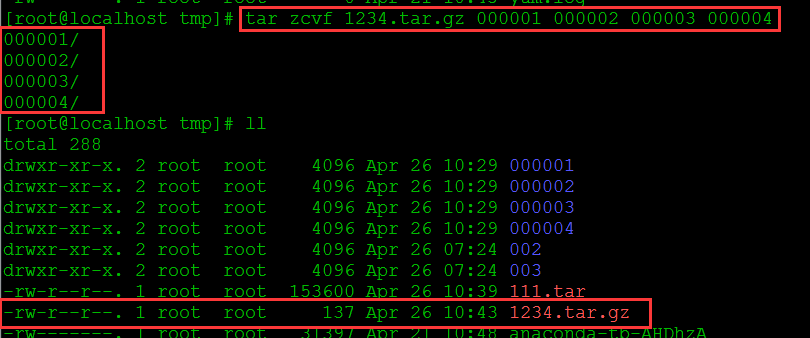 [root@localhost tmp]# tar zcvf 1234.tar.gz 000001 000002 000003 000004
000001/
000002/
000003/
000004/
[root@localhost tmp]# ll
total 288
drwxr-xr-x. 2 root root 4096 Apr 26 10:29 000001
drwxr-xr-x. 2 root root 4096 Apr 26 10:29 000002
drwxr-xr-x. 2 root root 4096 Apr 26 10:29 000003
drwxr-xr-x. 2 root root 4096 Apr 26 10:29 000004
drwxr-xr-x. 2 root root 4096 Apr 26 07:24 002
drwxr-xr-x. 2 root root 4096 Apr 26 07:24 003
-rw-r--r--. 1 root root 153600 Apr 26 10:39 111.tar
-rw-r--r--. 1 root root 137 Apr 26 10:43 1234.tar.gz
-rw-------. 1 root root 31397 Apr 21 10:48 anaconda-tb-AHDhzA